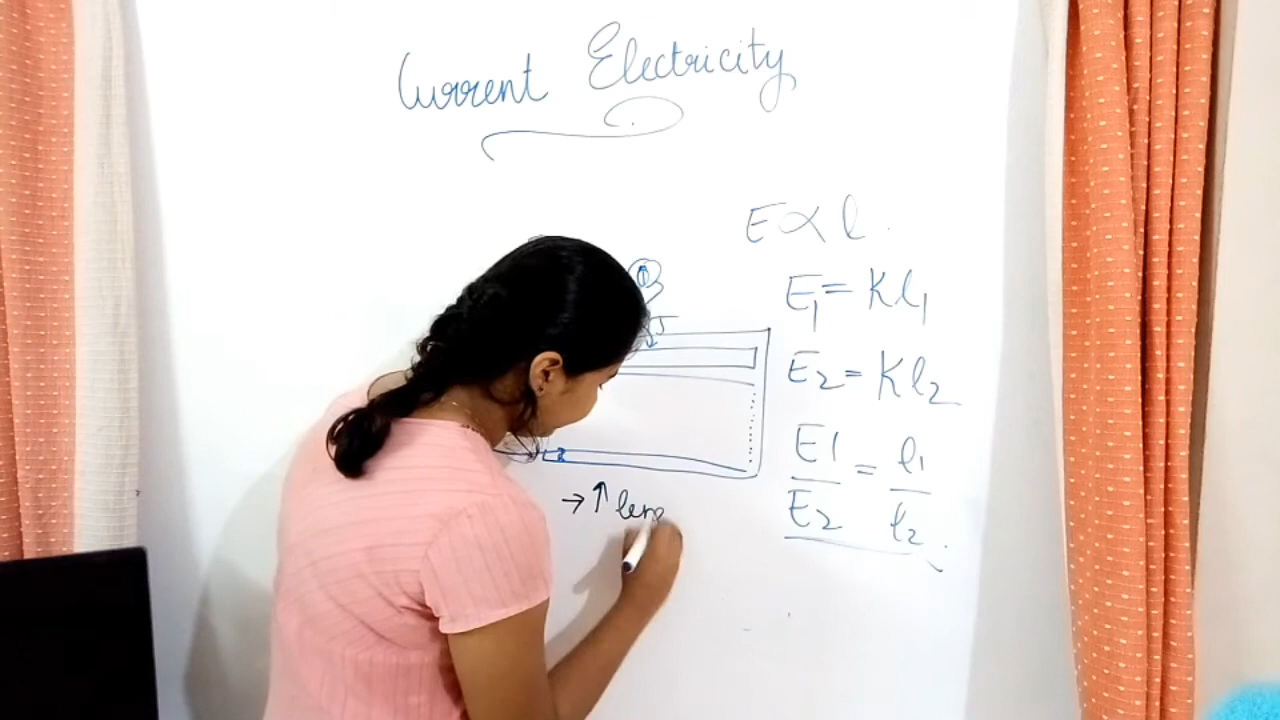 Current Electricity
E ∝ l
E₁ = Kl₁
J
E₂ = Kl₂
E1/E2 = l₁/l₂
→ ↑ len